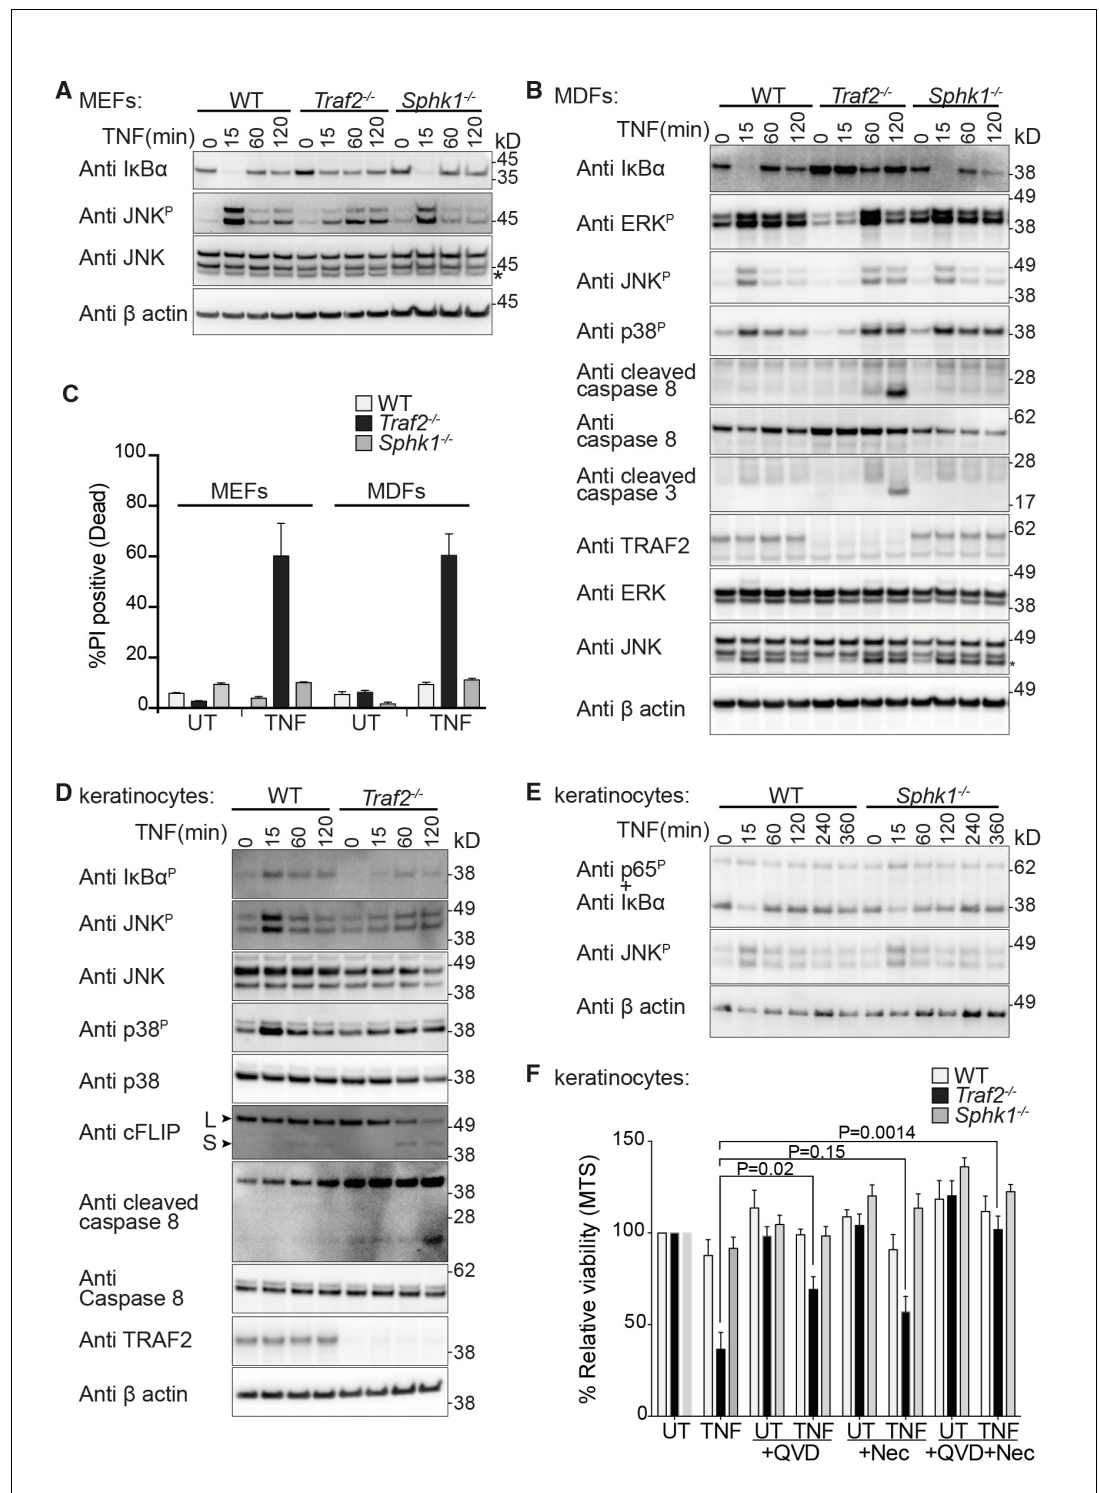 A MEFs: WT Traf2-/- Sphk1-/-
TNF(min) 0 15 60 120 0 15 60 120 0 15 60 120 kD
Anti IκBα 45 35
Anti JNKᴾ 45
Anti JNK 45 *
Anti β actin 45
B MDFs: WT Traf2-/- Sphk1-/-
TNF(min) 0 15 60 120 0 15 60 120 0 15 60 120 kD
Anti IκBα 38
Anti ERKᴾ 49 38
Anti JNKᴾ 49 38
Anti p38ᴾ 38
Anti cleaved
caspase 8 28
Anti
caspase 8 62
Anti cleaved
caspase 3 28 17
Anti TRAF2 62
Anti ERK 49 38
Anti JNK 49 *
Anti β actin 49
C
WT
Traf2-/-
Sphk1-/-
%PI positive (Dead)
100
80
60
40
20
0
MEFs MDFs
UT TNF UT TNF
D keratinocytes: WT Traf2-/-
TNF(min) 0 15 60 120 0 15 60 120 kD
Anti IκBαᴾ 38
Anti JNKᴾ 49 38
Anti JNK 49 38
Anti p38ᴾ 38
Anti p38 38
Anti cFLIP L S 49 38
Anti cleaved
caspase 8 38 28
Anti
Caspase 8 62
Anti TRAF2 38
Anti β actin 38
E keratinocytes: WT Sphk1-/-
TNF(min) 0 15 60 120 240 360 0 15 60 120 240 360 kD
Anti p65ᴾ 62
+
Anti IκBα 38
Anti JNKᴾ 49
Anti β actin 49
F keratinocytes:
WT
Traf2-/-
Sphk1-/-
% Relative viability (MTS)
150
100
50
0
P=0.0014
P=0.15
P=0.02
UT TNF UT TNF UT TNF UT TNF
+QVD +Nec +QVD+Nec